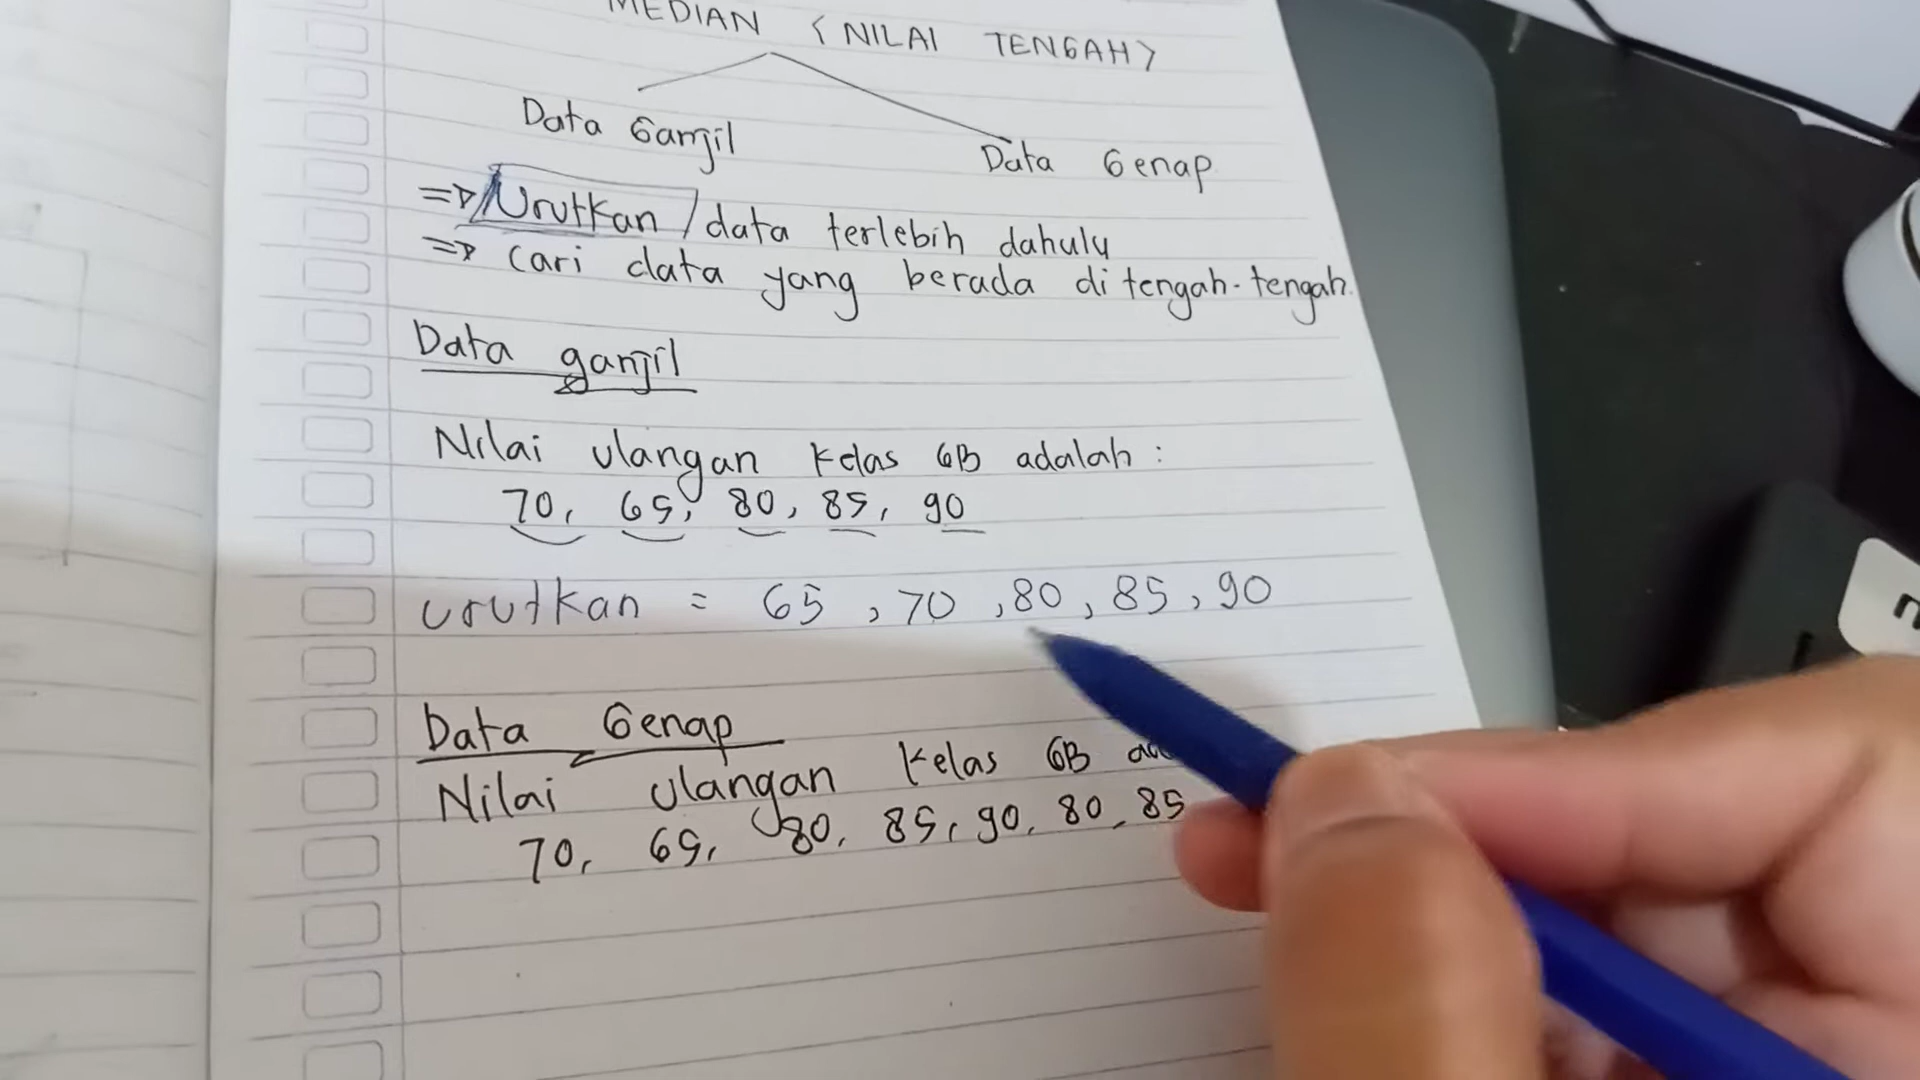 MEDIAN < NILAI TENGAH >
Data Ganjil
Data Genap
=> Urutkan / data terlebih dahulu
=> Cari data yang berada di tengah-tengah.
Data ganjil
Nilai ulangan kelas 6B adalah :
70, 65, 80, 85, 90
urutkan = 65 , 70 , 80 , 85 , 90
Data Genap
Nilai ulangan kelas 6B
70, 65, 80, 85, 90, 80, 85